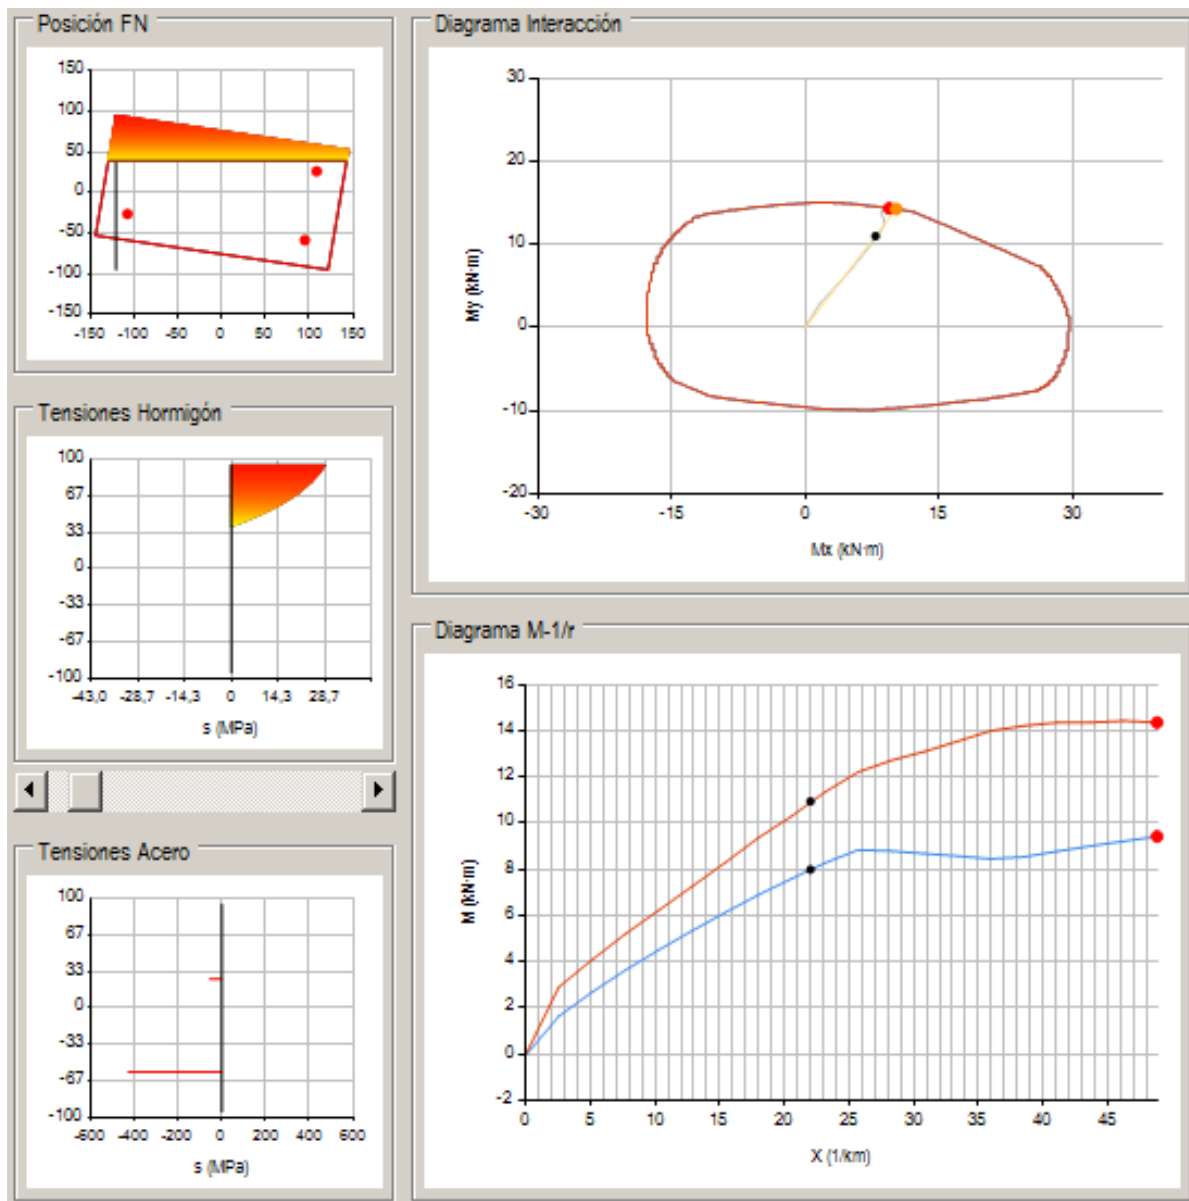 Posición FN
150
100
50
0
-50
-100
-150
-150 -100 -50 0 50 100 150
Tensiones Hormigón
100
67
33
0
-33
-67
-100
-43,0 -28,7 -14,3 0 14,3 28,7
s (MPa)
Tensiones Acero
100
67
33
0
-33
-67
-100
-600 -400 -200 0 200 400 600
s (MPa)
Diagrama Interacción
30
20
10
0
-10
-20
My (kN·m)
-30 -15 0 15 30
Mx (kN·m)
Diagrama M-1/r
16
14
12
10
8
6
4
2
0
-2
M (kN·m)
0 5 10 15 20 25 30 35 40 45
X (1/km)